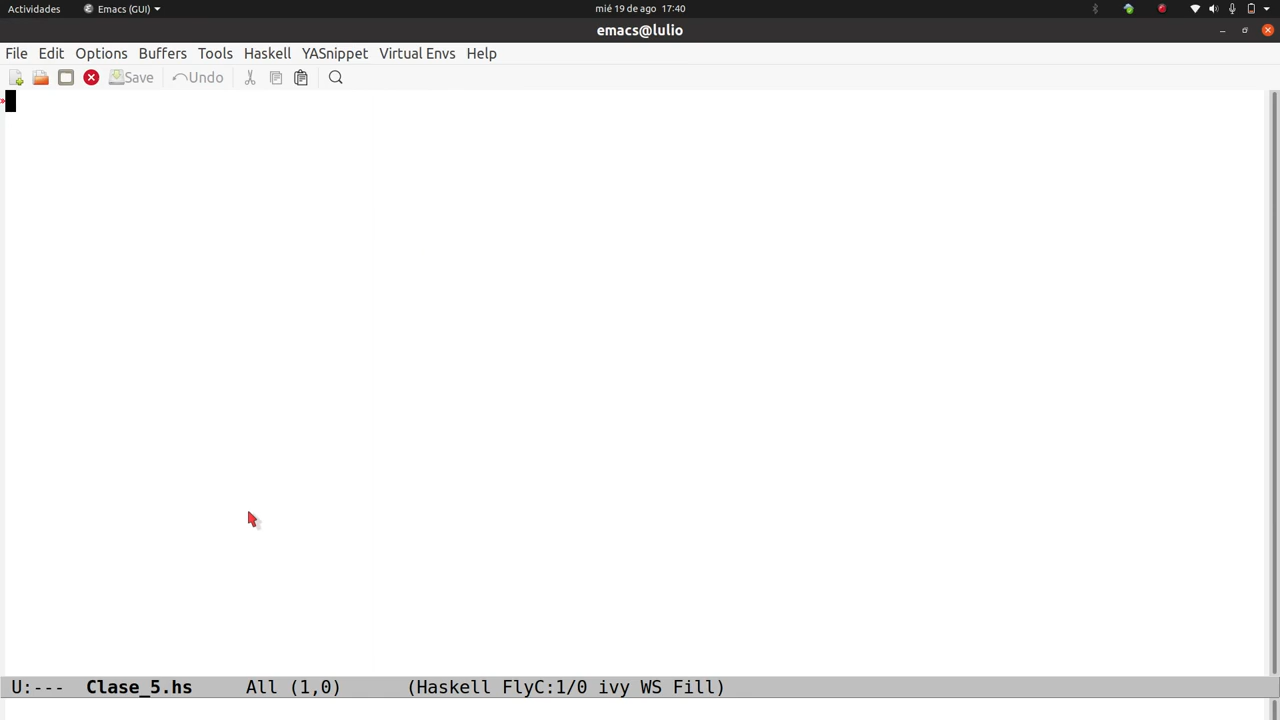 Actividades Emacs (GUI) mié 19 de ago 17:40
emacs@lulio
File Edit Options Buffers Tools Haskell YASnippet Virtual Envs Help
Save Undo
U:--- Clase_5.hs All (1,0) (Haskell FlyC:1/0 ivy WS Fill)